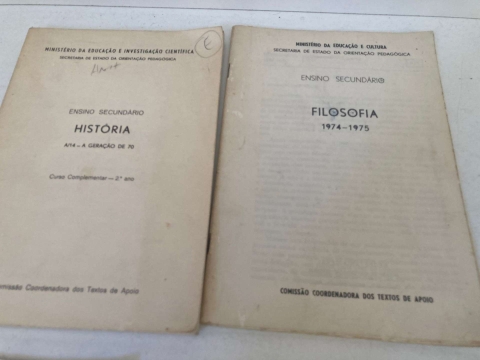 MINISTÉRIO DA EDUCAÇÃO E INVESTIGAÇÃO CIENTÍFICA
SECRETARIA DE ESTADO DA ORIENTAÇÃO PEDAGÓGICA
ENSINO SECUNDÁRIO
HISTÓRIA
A/14 — A GERAÇÃO DE 70
Curso Complementar — 2.º ano
omissão Coordenadora dos Textos de Apoio
MINISTÉRIO DA EDUCAÇÃO E CULTURA
SECRETARIA DE ESTADO DA ORIENTAÇÃO PEDAGÓGICA
ENSINO SECUNDÁRIO
FILOSOFIA
1974-1975
COMISSÃO COORDENADORA DOS TEXTOS DE APOIO